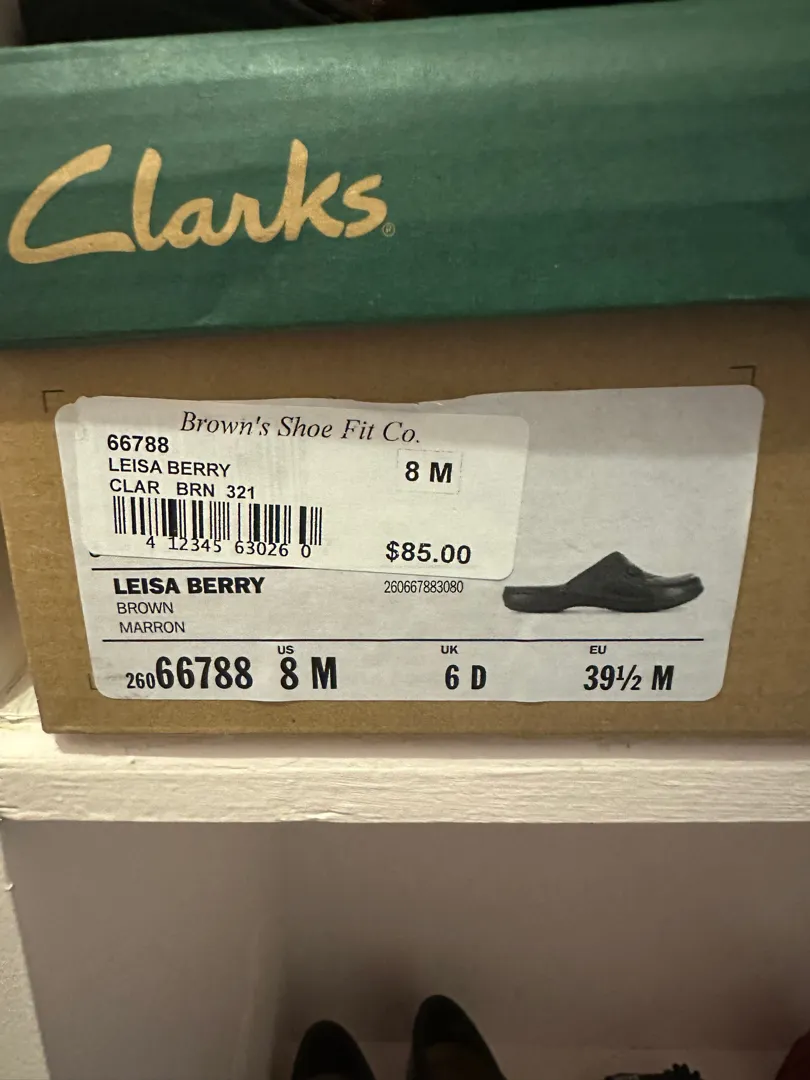 Clarks®
Brown's Shoe Fit Co.
66788
LEISA BERRY
8 M
CLAR BRN 321
4 12345 63026 0
$85.00
LEISA BERRY
260667883080
BROWN
MARRON
US UK EU
26066788 8 M 6 D 39½ M